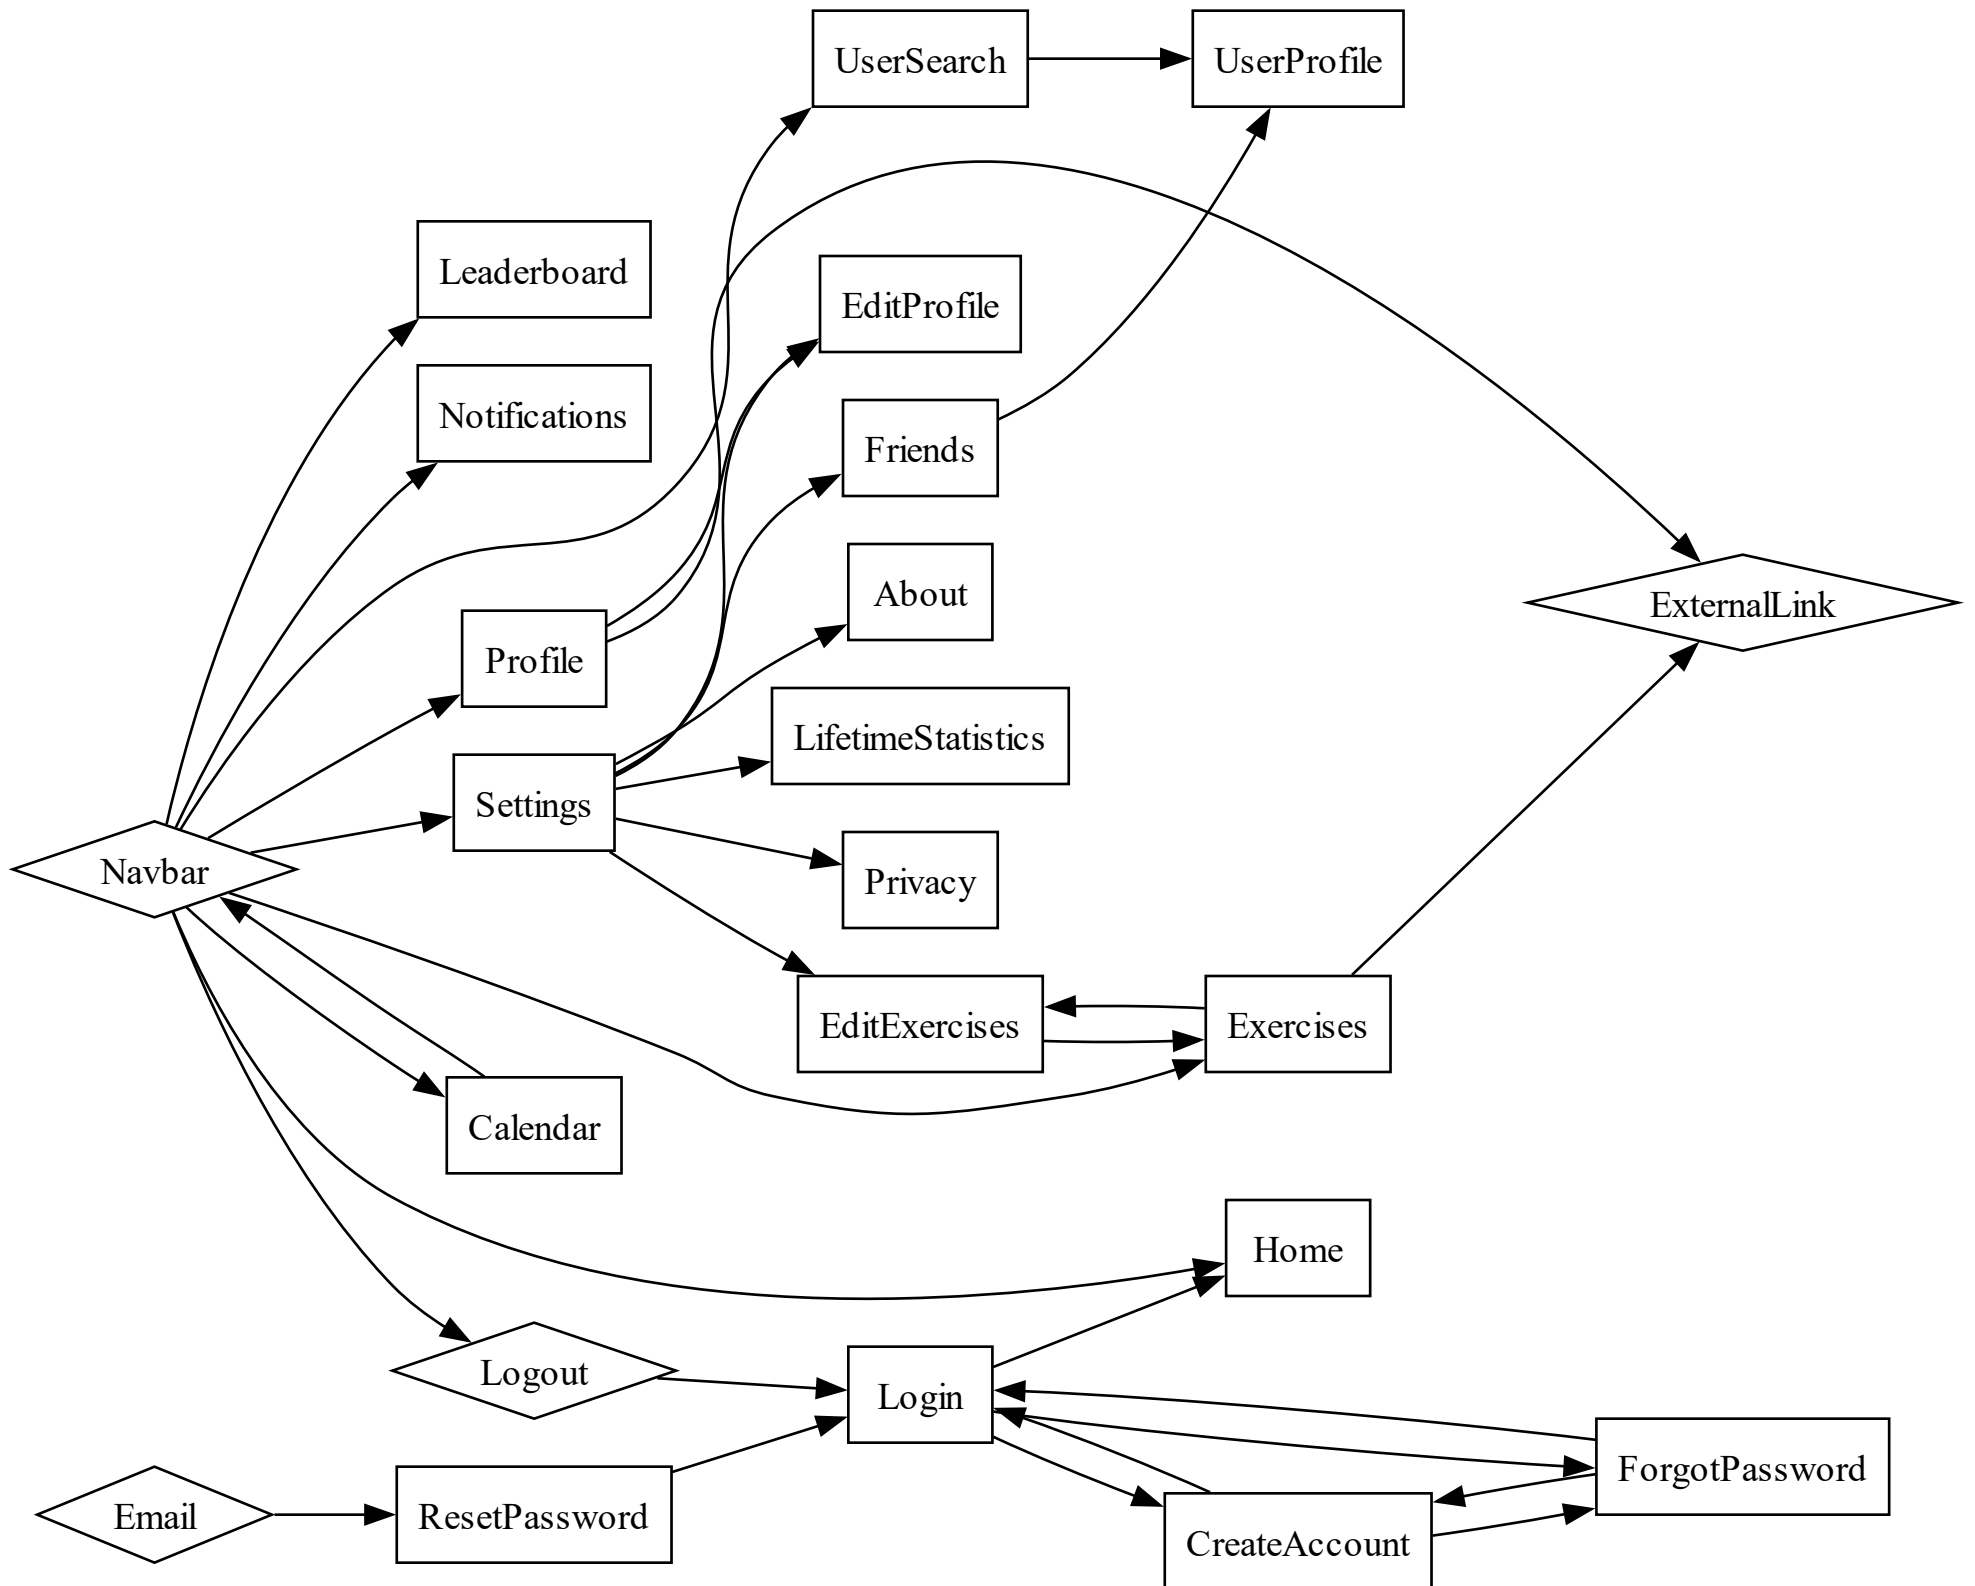 UserSearch
UserProfile
Leaderboard
EditProfile
Notifications
Friends
About
ExternalLink
Profile
LifetimeStatistics
Settings
Navbar
Privacy
EditExercises
Exercises
Calendar
Home
Logout
Login
ForgotPassword
Email
ResetPassword
CreateAccount